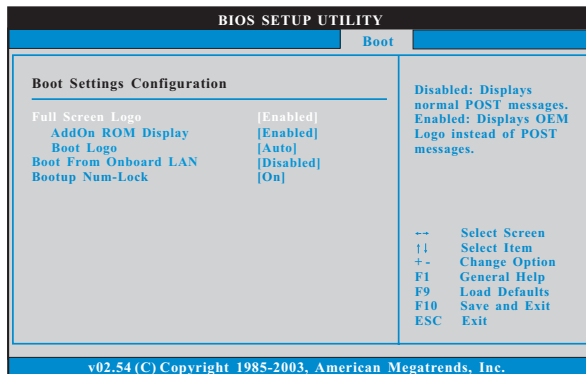 BIOS SETUP UTILITY
Boot
Boot Settings Configuration
Full Screen Logo [Enabled]
AddOn ROM Display [Enabled]
Boot Logo [Auto]
Boot From Onboard LAN [Disabled]
Bootup Num-Lock [On]
Disabled: Displays
normal POST messages.
Enabled: Displays OEM
Logo instead of POST
messages.
←→ Select Screen
↑↓ Select Item
+ - Change Option
F1 General Help
F9 Load Defaults
F10 Save and Exit
ESC Exit
v02.54 (C) Copyright 1985-2003, American Megatrends, Inc.